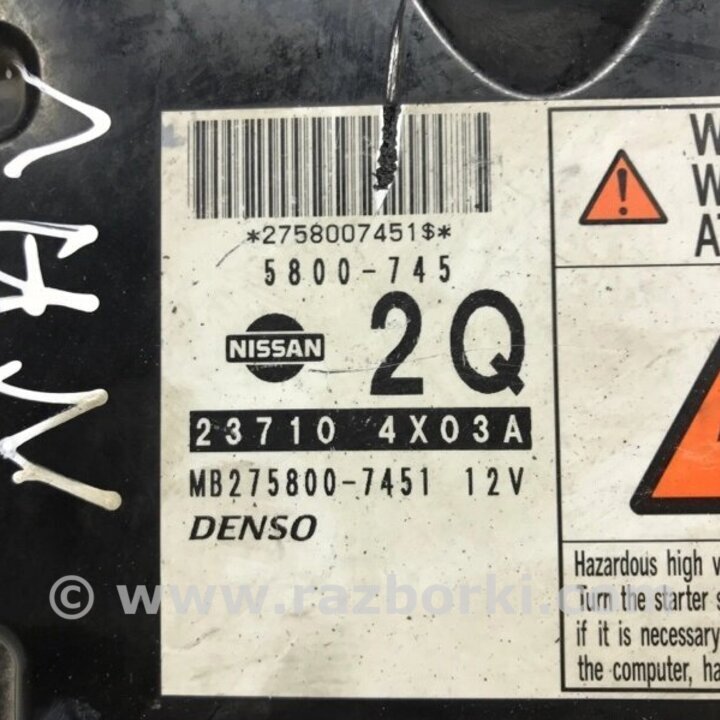 *2758007451$*
5800-745
NISSAN
2Q
23710 4X03A
MB275800-7451 12V
DENSO
Hazardous high
Turn the starter
if it is necessary
the computer,
© www.razborki.com